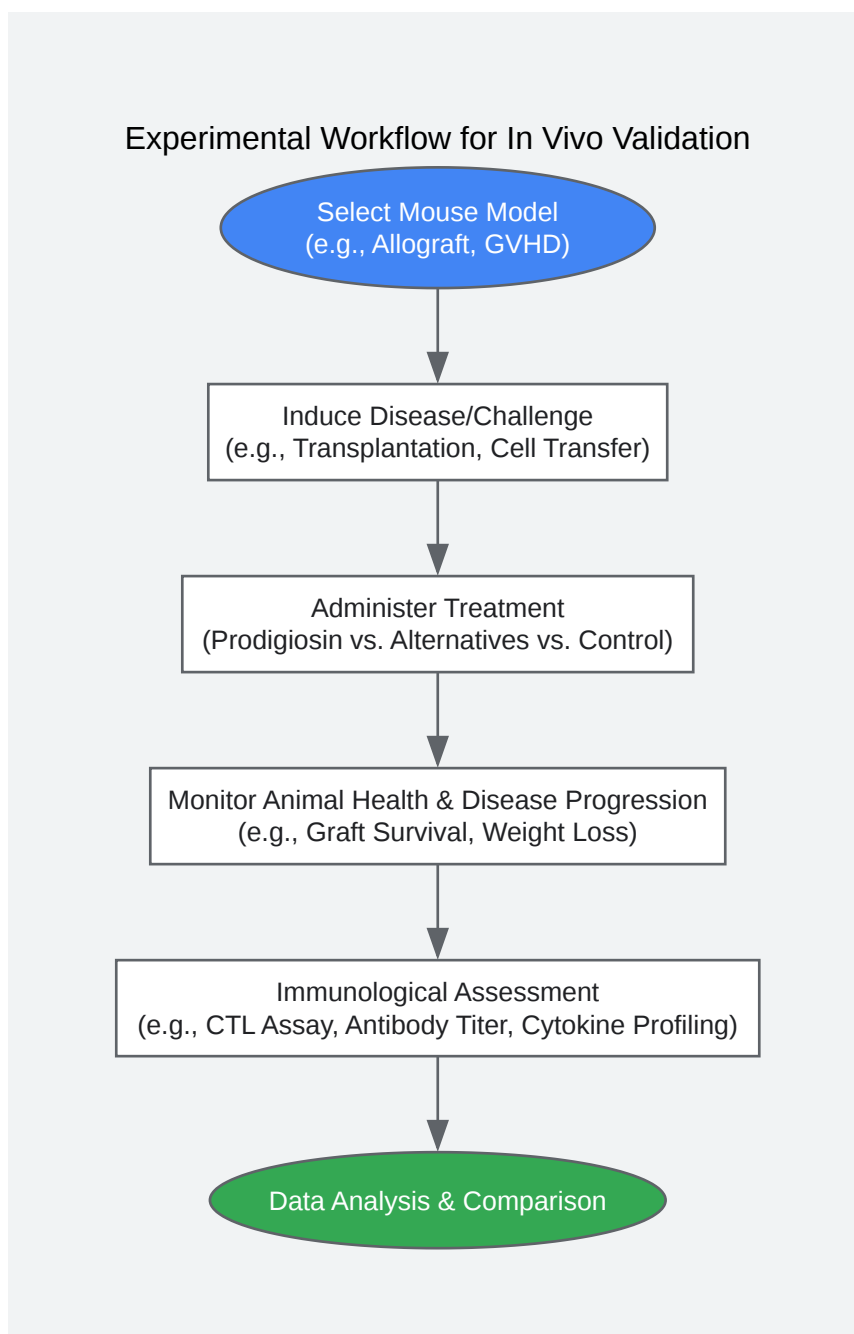 Experimental Workflow for In Vivo Validation
Select Mouse Model
(e.g., Allograft, GVHD)
Induce Disease/Challenge
(e.g., Transplantation, Cell Transfer)
Administer Treatment
(Prodigiosin vs. Alternatives vs. Control)
Monitor Animal Health & Disease Progression
(e.g., Graft Survival, Weight Loss)
Immunological Assessment
(e.g., CTL Assay, Antibody Titer, Cytokine Profiling)
Data Analysis & Comparison